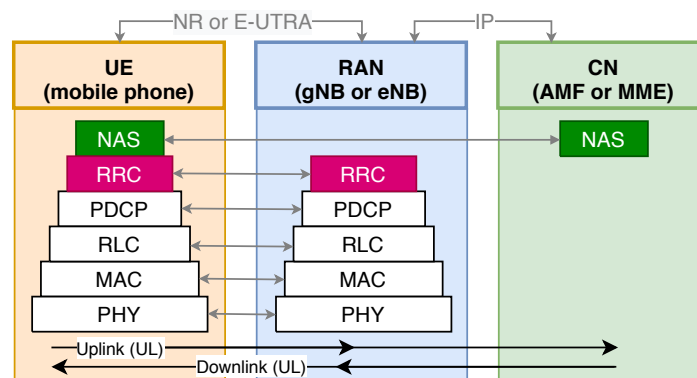 NR or E-UTRA
IP
UE
(mobile phone)
RAN
(gNB or eNB)
CN
(AMF or MME)
NAS
NAS
RRC
RRC
PDCP
PDCP
RLC
RLC
MAC
MAC
PHY
PHY
Uplink (UL)
Downlink (UL)